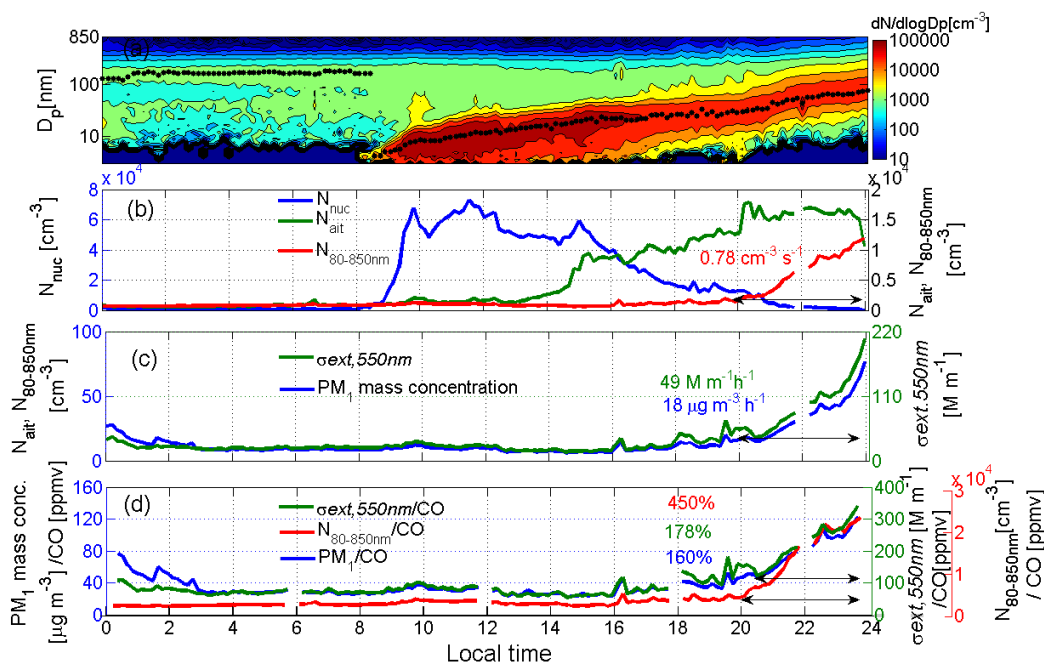 dN/dlogDp[cm⁻³]
(a)
850
100
10
Dp[nm]
100000
10000
1000
100
10
x 10⁴
x 10⁴
(b)
Nnuc
Nait
N80-850nm
8
6
4
2
0
Nnuc [cm⁻³]
2
1.5
1
0.5
0
Nait, N80-850nm
[cm⁻³]
0.78 cm⁻³ s⁻¹
(c)
σext,550nm
PM₁ mass concentration
100
50
0
Nait, N80-850nm
[cm⁻³]
49 M m⁻¹h⁻¹
18 µg m⁻³ h⁻¹
220
110
0
σext.550nm
[M m⁻¹]
(d)
σext,550nm/CO
N80-850nm/CO
PM₁/CO
160
120
80
40
0
PM₁ mass conc.
[µg m⁻³] /CO [ppmv]
450%
178%
160%
400
300
200
100
0
σext,550nm [M m⁻¹]
/CO[ppmv]
x 10⁴
3
2
1
0
N80-850nm[cm⁻³]
/ CO [ppmv]
0 2 4 6 8 10 12 14 16 18 20 22 24
Local time